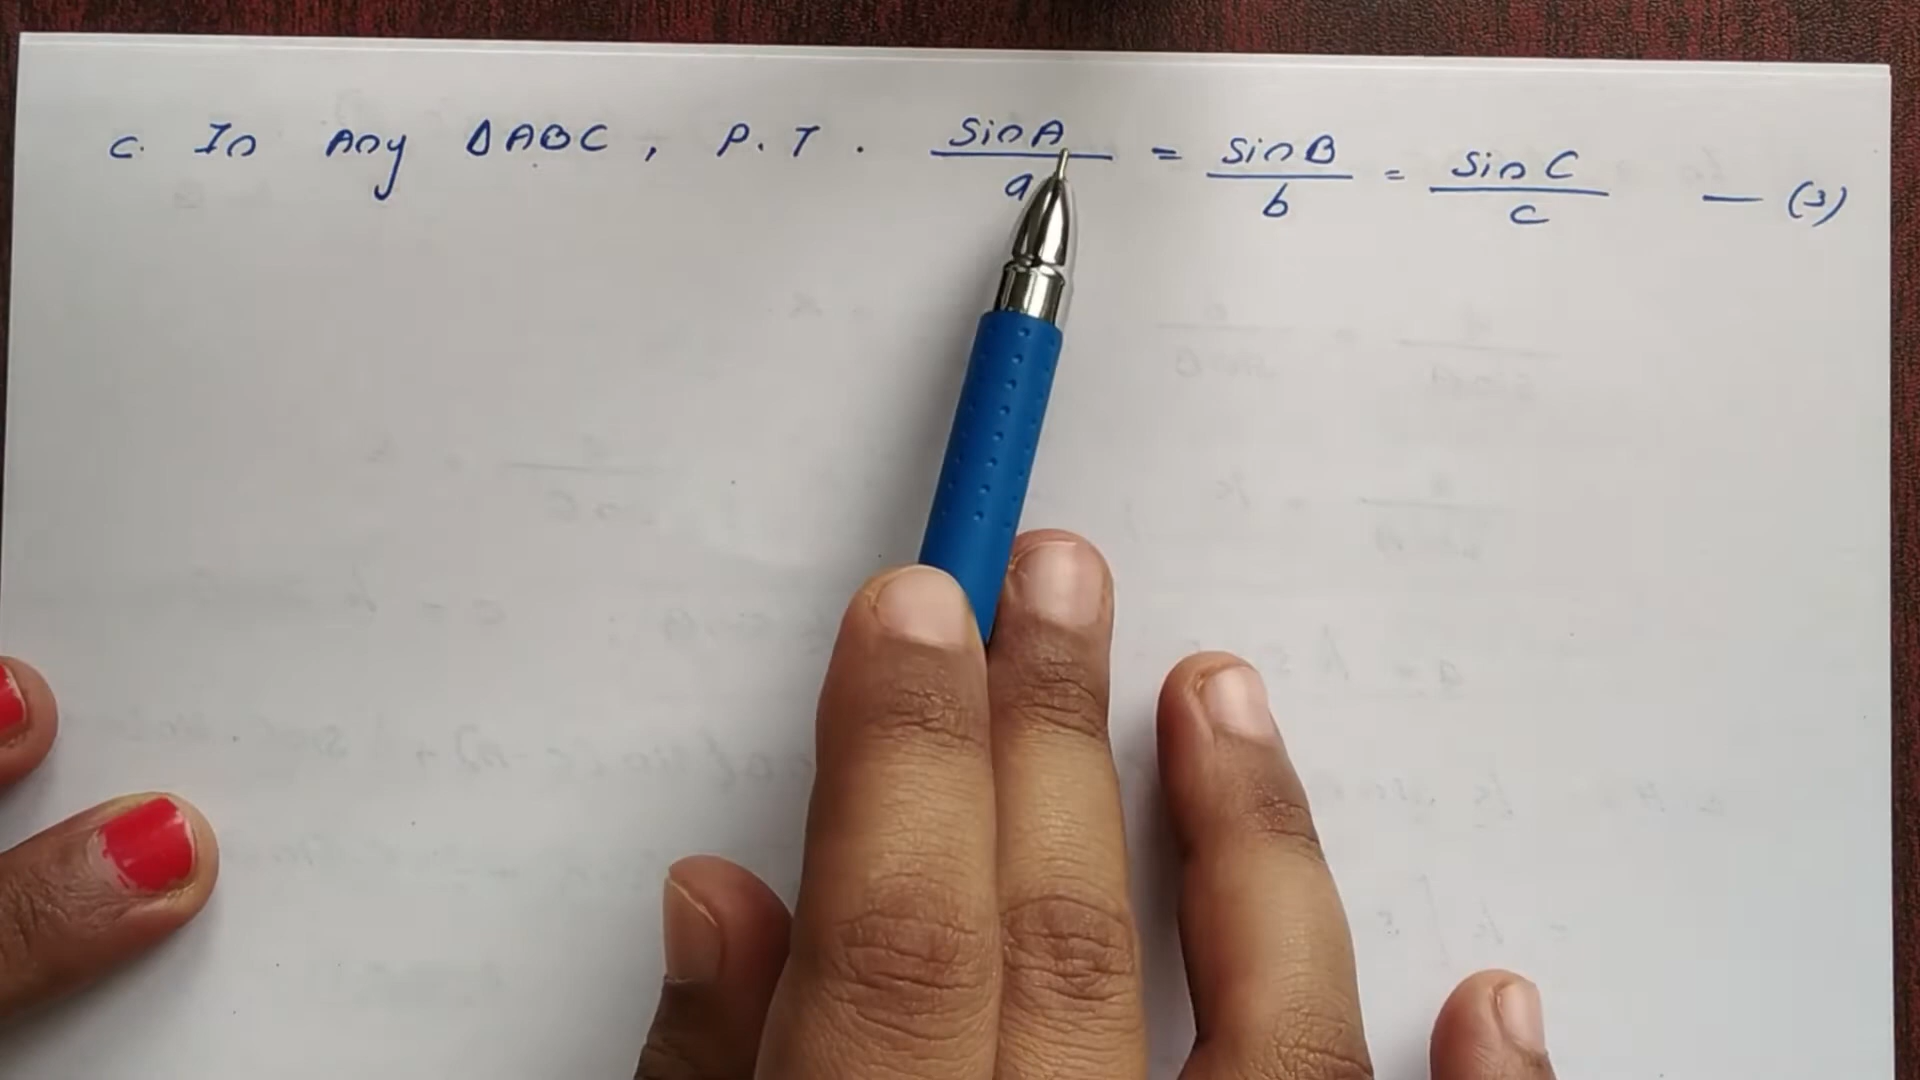 c. In Any ΔABC, P.T. sinA/a = sinB/b = sinC/c — (3)